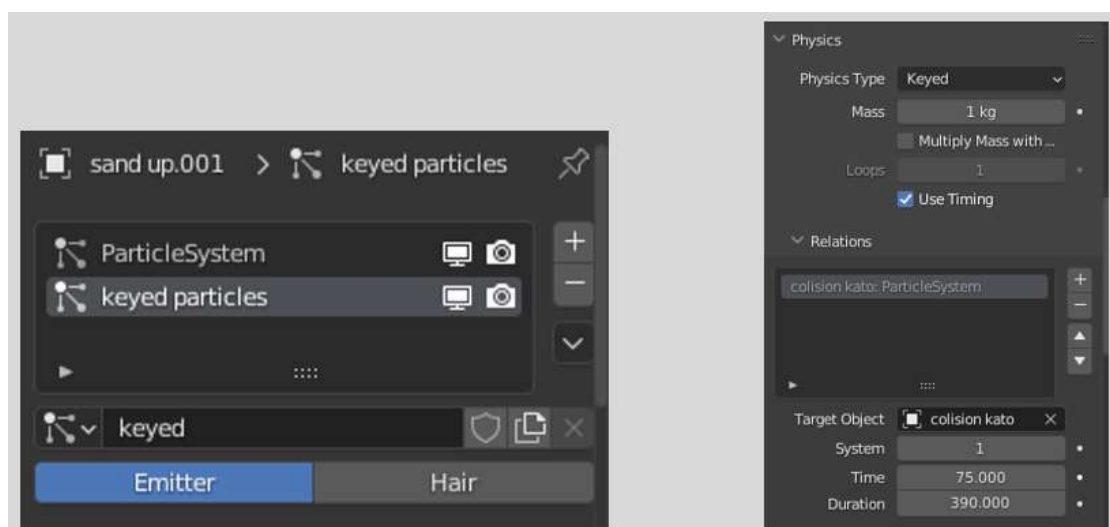 sand up.001 > keyed particles
ParticleSystem
keyed particles
keyed
Emitter Hair
Physics
Physics Type Keyed
Mass 1 kg
Multiply Mass with ...
Loops 1
Use Timing
Relations
colision kato: ParticleSystem
Target Object colision kato
System 1
Time 75.000
Duration 390.000